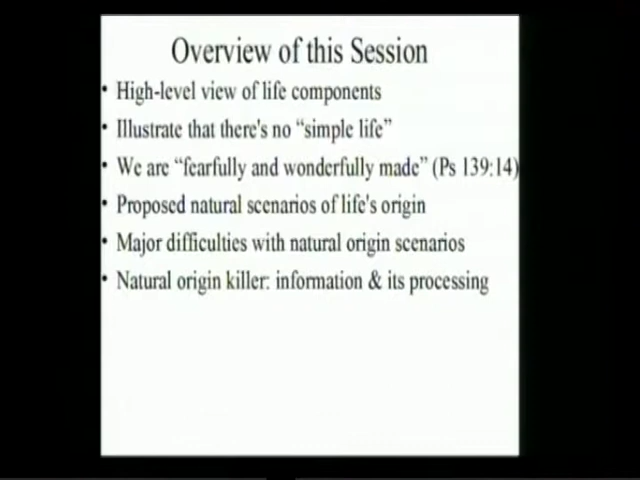 Overview of this Session
• High-level view of life components
• Illustrate that there's no “simple life”
• We are “fearfully and wonderfully made” (Ps 139:14)
• Proposed natural scenarios of life's origin
• Major difficulties with natural origin scenarios
• Natural origin killer: information & its processing